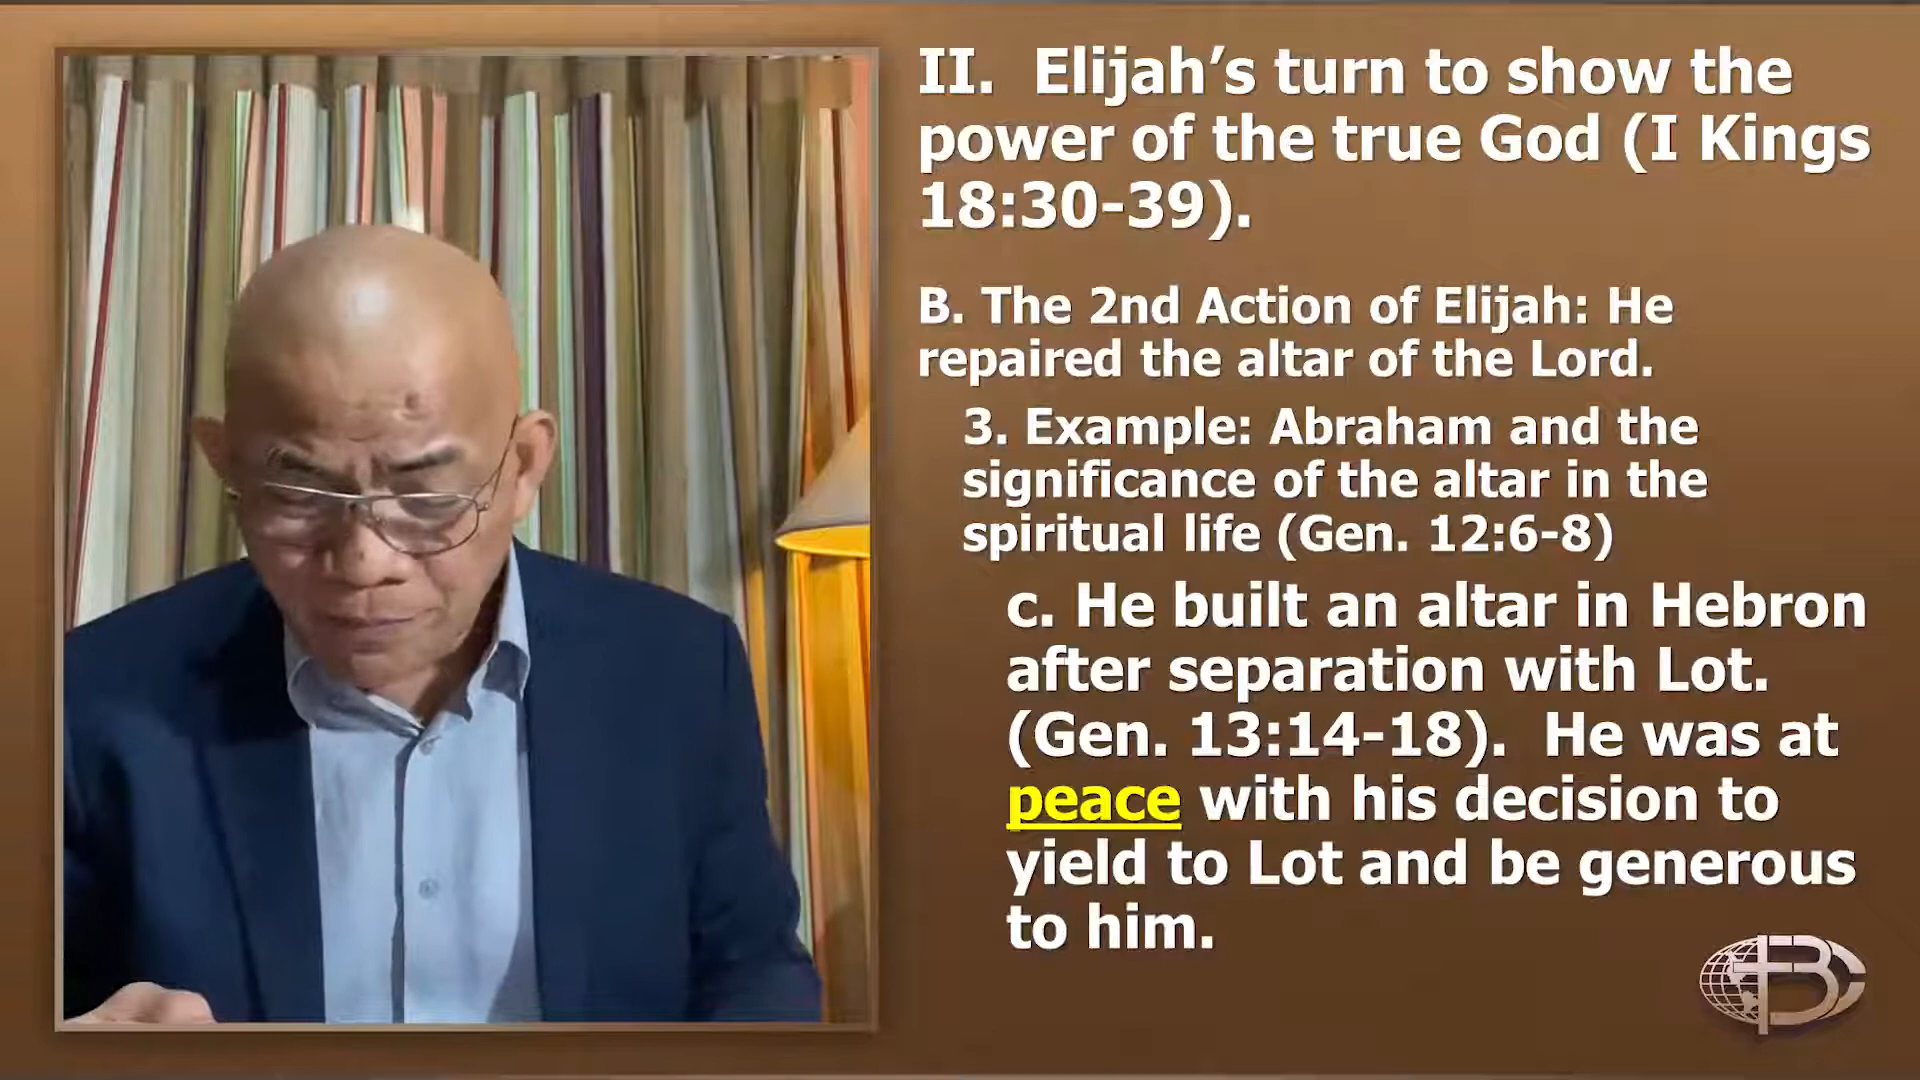 II.  Elijah’s turn to show the
power of the true God (I Kings
18:30-39).
B. The 2nd Action of Elijah: He
repaired the altar of the Lord.
3. Example: Abraham and the
significance of the altar in the
spiritual life (Gen. 12:6-8)
c. He built an altar in Hebron
after separation with Lot.
(Gen. 13:14-18).  He was at
peace with his decision to
yield to Lot and be generous
to him.